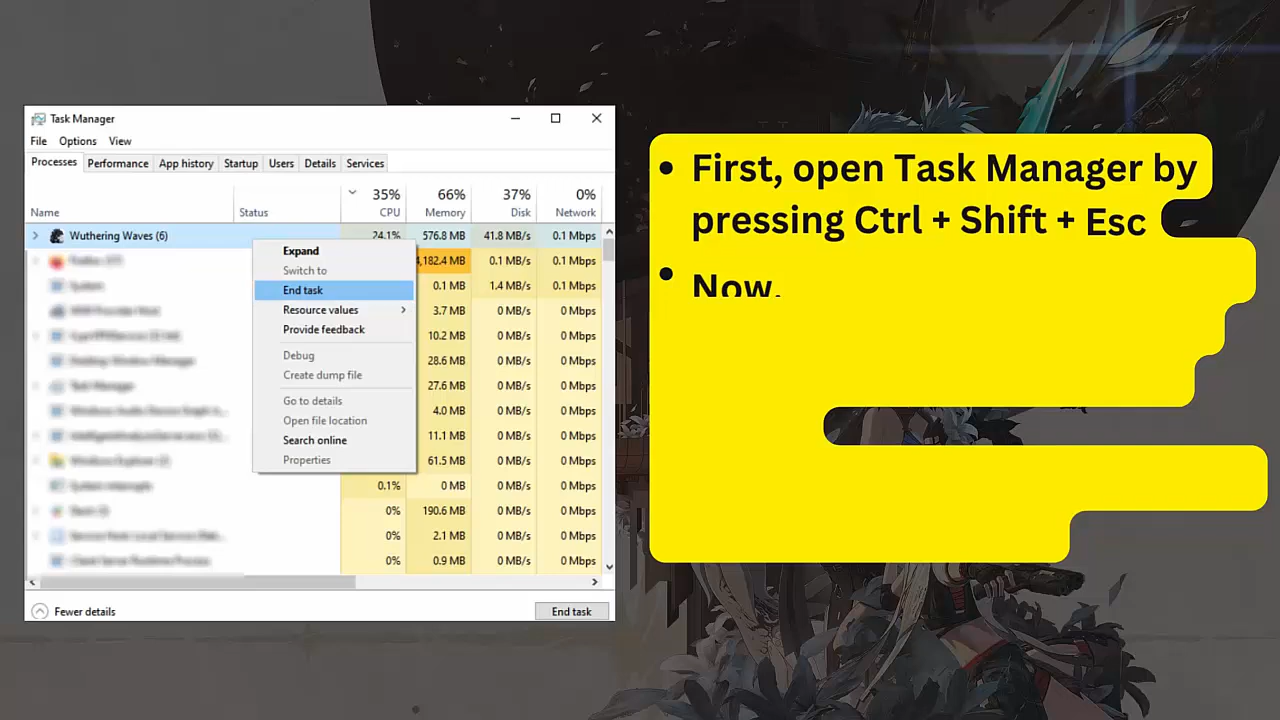 Task Manager
File Options View
Processes Performance App history Startup Users Details Services
35% 66% 37% 0%
Name Status CPU Memory Disk Network
Wuthering Waves (6) 24.1% 576.8 MB 41.8 MB/s 0.1 Mbps
4,182.4 MB 0.1 MB/s 0.1 Mbps
0.1 MB 1.4 MB/s 0.1 Mbps
3.7 MB 0 MB/s 0 Mbps
10.2 MB 0 MB/s 0 Mbps
28.6 MB 0 MB/s 0 Mbps
Task Manager 27.6 MB 0 MB/s 0 Mbps
4.0 MB 0 MB/s 0 Mbps
11.1 MB 0 MB/s 0 Mbps
61.5 MB 0 MB/s 0 Mbps
0.1% 0 MB 0 MB/s 0 Mbps
0% 190.6 MB 0 MB/s 0 Mbps
0% 2.1 MB 0 MB/s 0 Mbps
0% 0.9 MB 0 MB/s 0 Mbps
Expand
Switch to
End task
Resource values
Provide feedback
Debug
Create dump file
Go to details
Open file location
Search online
Properties
Fewer details End task
• First, open Task Manager by
pressing Ctrl + Shift + Esc
• Now,